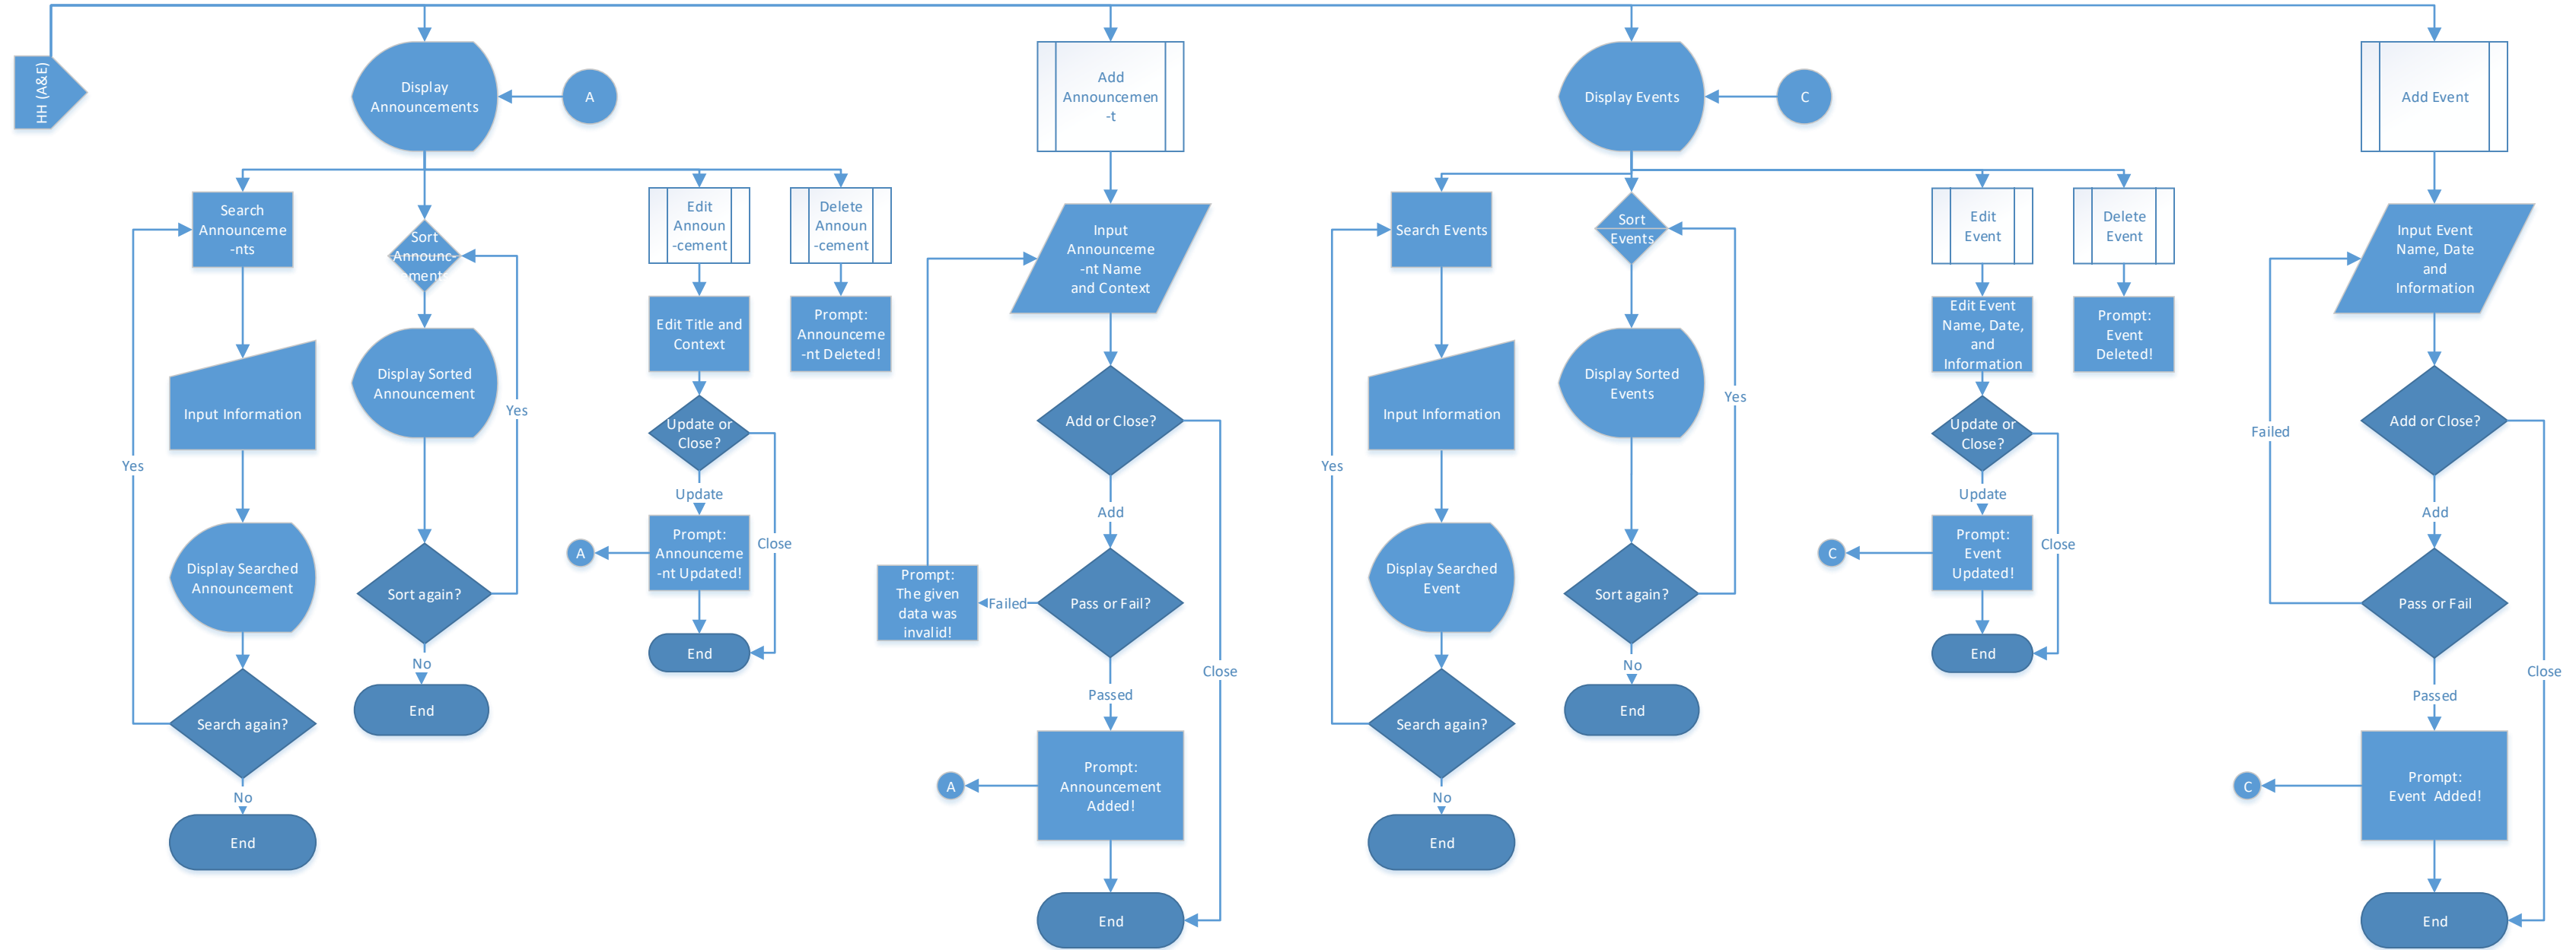 HH (A&E)
Display
Announcements
A
Search
Announceme
-nts
Input Information
Display Searched
Announcement
Search again?
Yes
No
End
Sort
Announc-
ements
Display Sorted
Announcement
Sort again?
Yes
No
End
Edit
Announ
-cement
Edit Title and
Context
Update or
Close?
Update
Close
Prompt:
Announceme
-nt Updated!
A
End
Delete
Announ
-cement
Prompt:
Announceme
-nt Deleted!
Add
Announcemen
-t
Input
Announceme
-nt Name
and Context
Add or Close?
Add
Close
Pass or Fail?
Failed
Prompt:
The given
data was
invalid!
Passed
Prompt:
Announcement
Added!
A
End
Display Events
C
Search Events
Input Information
Display Searched
Event
Search again?
Yes
No
End
Sort
Events
Display Sorted
Events
Sort again?
Yes
No
End
Edit
Event
Edit Event
Name, Date,
and
Information
Update or
Close?
Update
Close
Prompt:
Event
Updated!
C
End
Delete
Event
Prompt:
Event
Deleted!
Add Event
Input Event
Name, Date
and
Information
Add or Close?
Add
Close
Pass or Fail
Failed
Passed
Prompt:
Event Added!
C
End